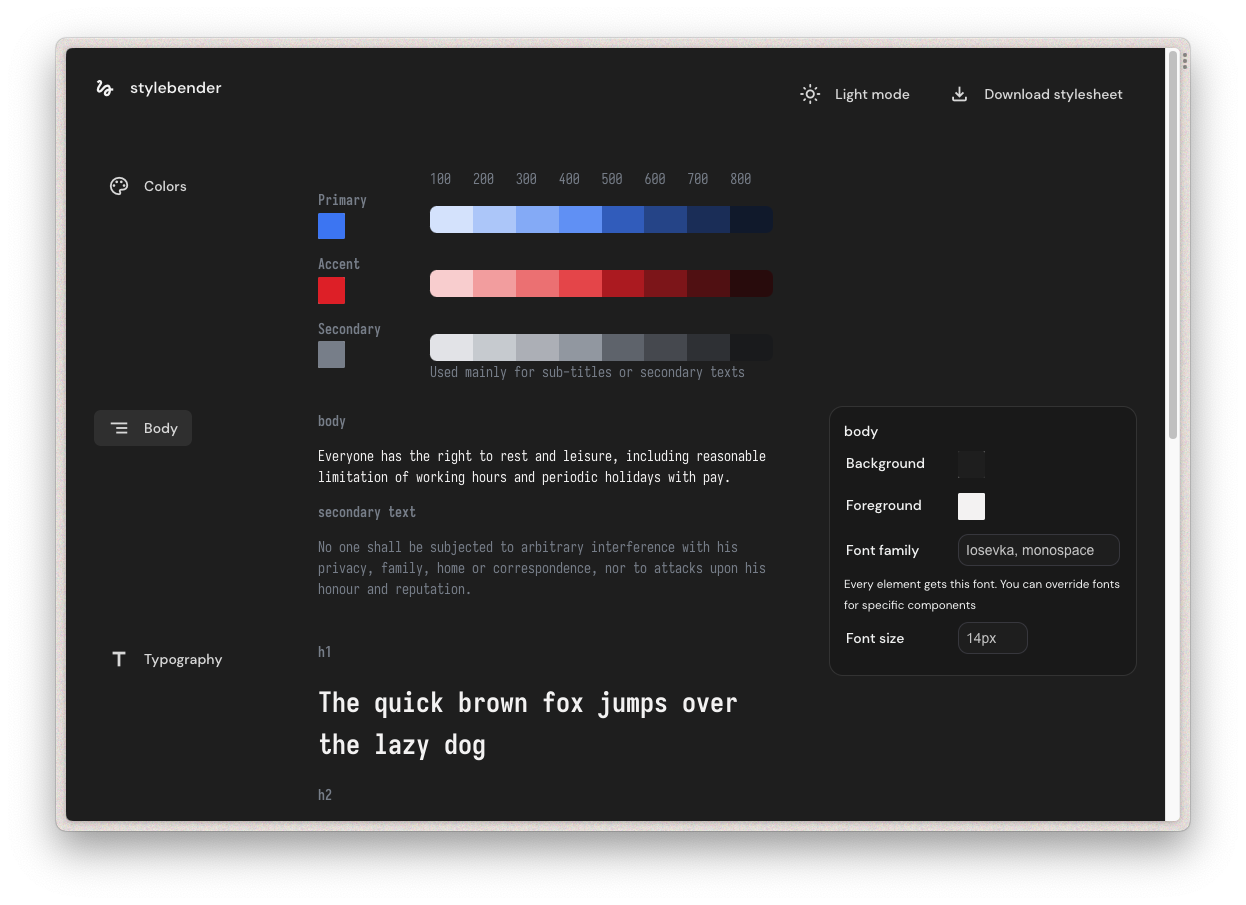 stylebender
Light mode
Download stylesheet
Colors
100 200 300 400 500 600 700 800
Primary
Accent
Secondary
Used mainly for sub-titles or secondary texts
Body
body
Everyone has the right to rest and leisure, including reasonable
limitation of working hours and periodic holidays with pay.
secondary text
No one shall be subjected to arbitrary interference with his
privacy, family, home or correspondence, nor to attacks upon his
honour and reputation.
body
Background
Foreground
Font family
Iosevka, monospace
Every element gets this font. You can override fonts
for specific components
Font size
14px
Typography
h1
The quick brown fox jumps over
the lazy dog
h2